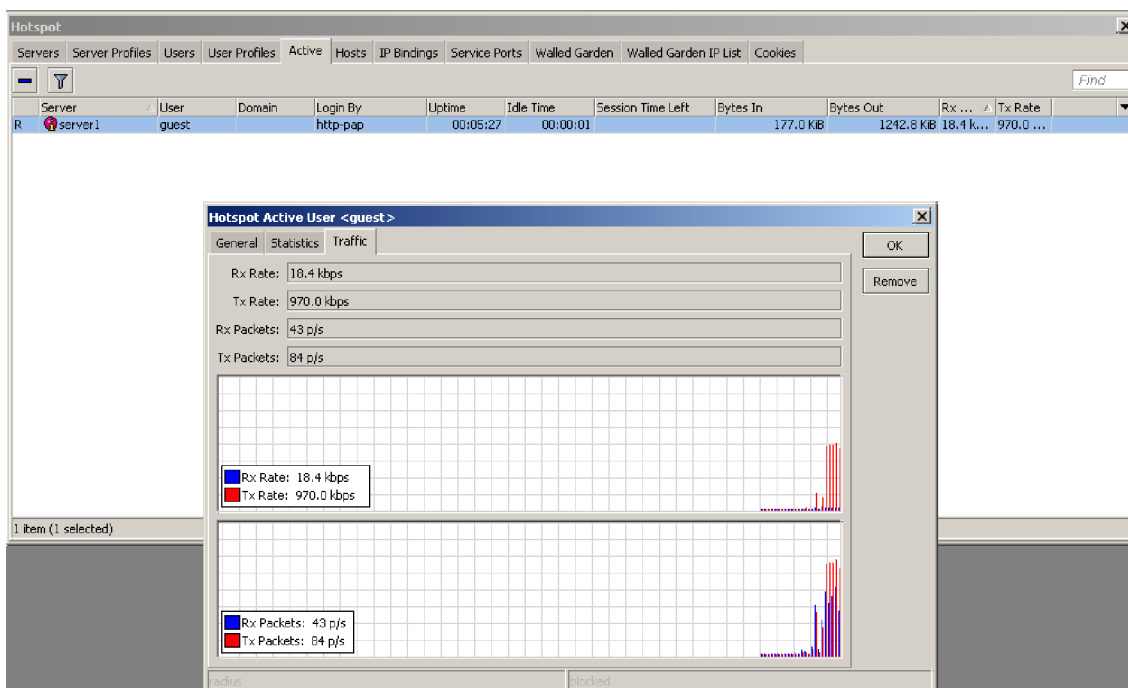 Hotspot
Servers Server Profiles Users User Profiles Active Hosts IP Bindings Service Ports Walled Garden Walled Garden IP List Cookies
Find
Server User Domain Login By Uptime Idle Time Session Time Left Bytes In Bytes Out Rx ... Tx Rate
R server1 guest http-pap 00:05:27 00:00:01 177.0 KiB 1242.8 KiB 18.4 k... 970.0 ...
Hotspot Active User <guest>
General Statistics Traffic
OK
Rx Rate: 18.4 kbps
Remove
Tx Rate: 970.0 kbps
Rx Packets: 43 p/s
Tx Packets: 84 p/s
Rx Rate: 18.4 kbps
Tx Rate: 970.0 kbps
1 item (1 selected)
Rx Packets: 43 p/s
Tx Packets: 84 p/s
radius blocked